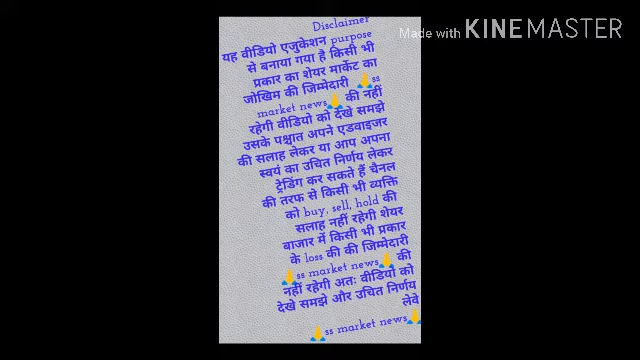 Disclaimer
यह वीडियो एजुकेशन purpose
से बनाया गया है किसी भी
प्रकार का शेयर मार्केट का
जोखिम की जिम्मेदारी 🙏ss
market news🙏 की नहीं
रहेगी वीडियो को देखे समझे
उसके पश्चात अपने एडवाइजर
की सलाह लेकर या आप अपना
स्वयं का उचित निर्णय लेकर
ट्रेडिंग कर सकते हैं चैनल
की तरफ से किसी भी व्यक्ति
को buy, sell, hold की
सलाह नहीं रहेगी शेयर
बाजार में किसी भी प्रकार
के loss की की जिम्मेदारी
🙏ss market news🙏 की
नहीं रहेगी अतः वीडियो को
देखे समझे और उचित निर्णय
लेवे
🙏ss market news🙏
Made with KINEMASTER